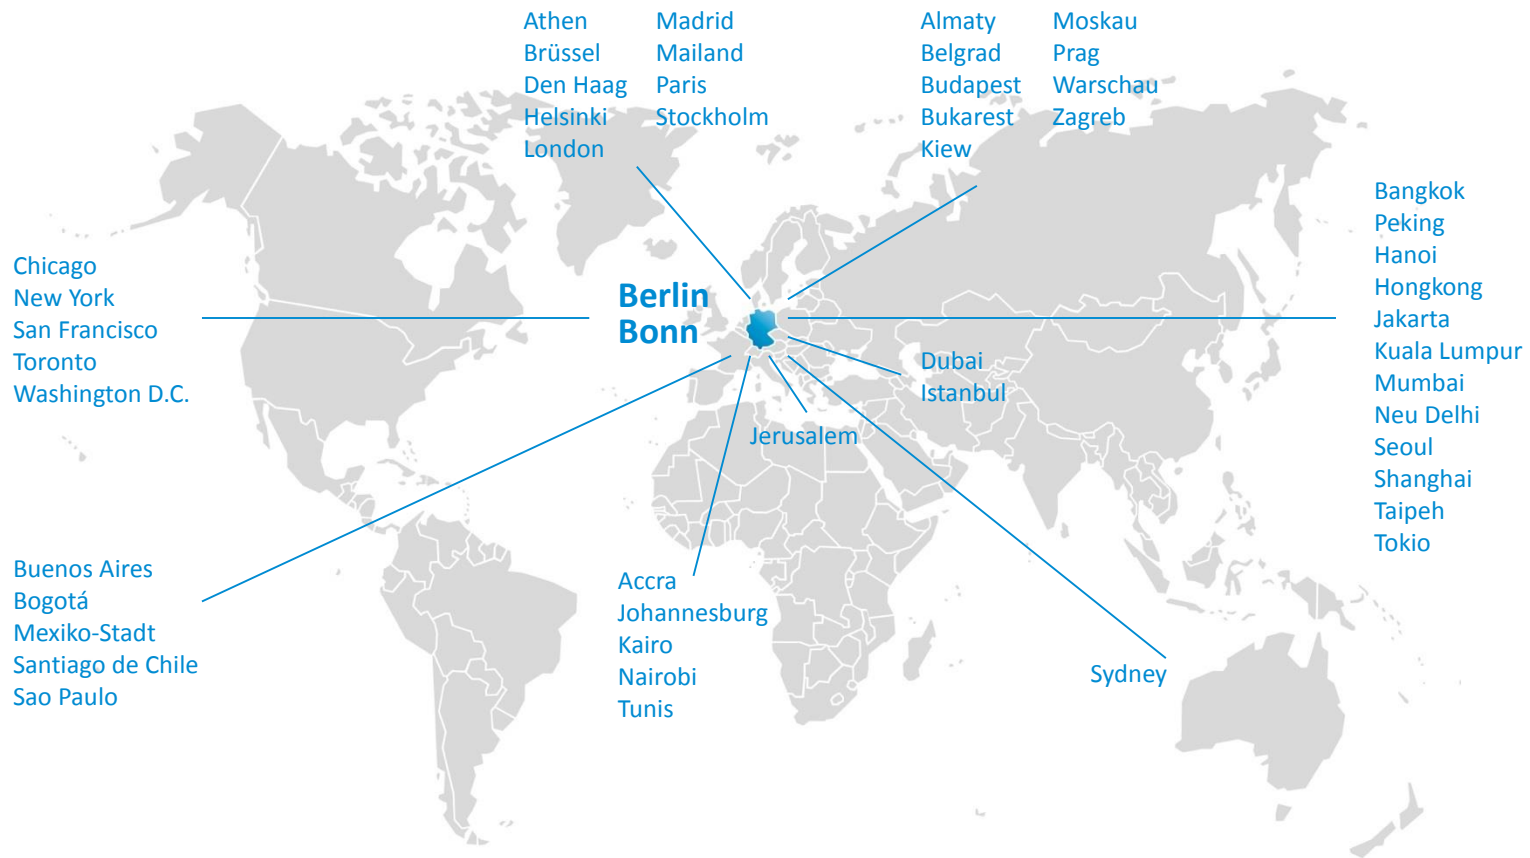 Athen
Brüssel
Den Haag
Helsinki
London
Madrid
Mailand
Paris
Stockholm
Almaty
Belgrad
Budapest
Bukarest
Kiew
Moskau
Prag
Warschau
Zagreb
Chicago
New York
San Francisco
Toronto
Washington D.C.
Berlin
Bonn
Bangkok
Peking
Hanoi
Hongkong
Jakarta
Kuala Lumpur
Mumbai
Neu Delhi
Seoul
Shanghai
Taipeh
Tokio
Dubai
Istanbul
Jerusalem
Buenos Aires
Bogotá
Mexiko-Stadt
Santiago de Chile
Sao Paulo
Accra
Johannesburg
Kairo
Nairobi
Tunis
Sydney